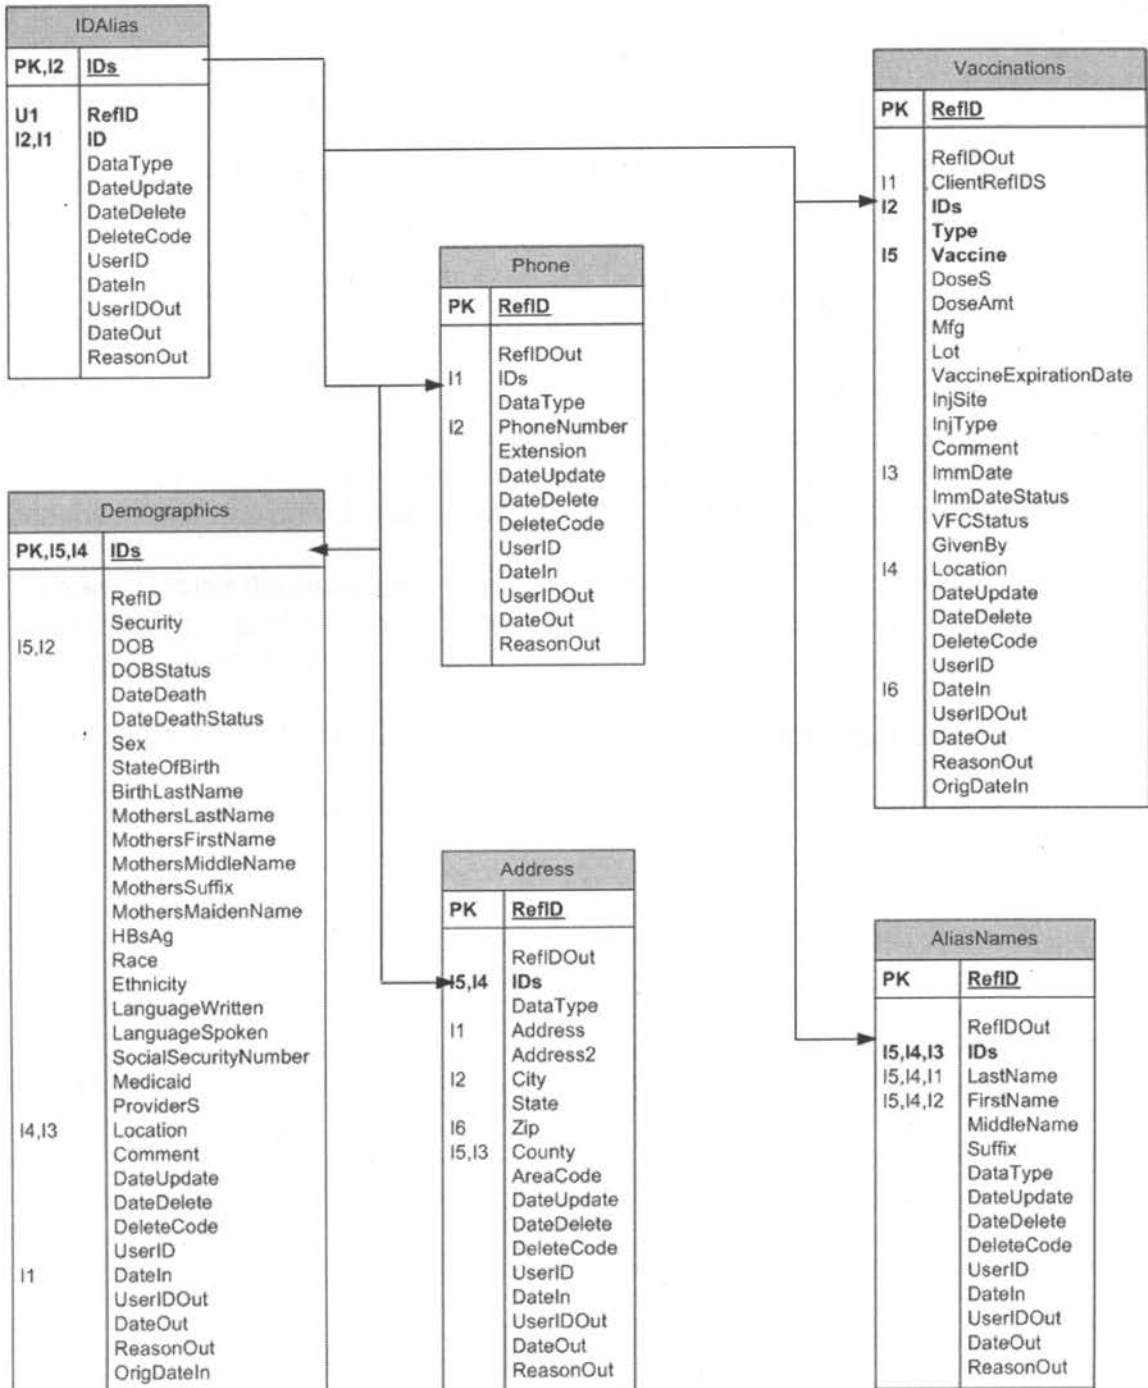 IDAlias
PK,I2 IDs
U1 RefID
I2,I1 ID
DataType
DateUpdate
DateDelete
DeleteCode
UserID
DateIn
UserIDOut
DateOut
ReasonOut
Vaccinations
PK RefID
RefIDOut
I1 ClientRefIDS
I2 IDs
Type
I5 Vaccine
DoseS
DoseAmt
Mfg
Lot
VaccineExpirationDate
InjSite
InjType
Comment
I3 ImmDate
ImmDateStatus
VFCStatus
GivenBy
I4 Location
DateUpdate
DateDelete
DeleteCode
UserID
I6 DateIn
UserIDOut
DateOut
ReasonOut
OrigDateIn
Phone
PK RefID
RefIDOut
I1 IDs
DataType
I2 PhoneNumber
Extension
DateUpdate
DateDelete
DeleteCode
UserID
DateIn
UserIDOut
DateOut
ReasonOut
Demographics
PK,I5,I4 IDs
RefID
Security
I5,I2 DOB
DOBStatus
DateDeath
DateDeathStatus
Sex
StateOfBirth
BirthLastName
MothersLastName
MothersFirstName
MothersMiddleName
MothersSuffix
MothersMaidenName
HBsAg
Race
Ethnicity
LanguageWritten
LanguageSpoken
SocialSecurityNumber
Medicaid
ProviderS
I4,I3 Location
Comment
DateUpdate
DateDelete
DeleteCode
UserID
I1 DateIn
UserIDOut
DateOut
ReasonOut
OrigDateIn
Address
PK RefID
RefIDOut
I5,I4 IDs
DataType
I1 Address
Address2
I2 City
State
I6 Zip
I5,I3 County
AreaCode
DateUpdate
DateDelete
DeleteCode
UserID
DateIn
UserIDOut
DateOut
ReasonOut
AliasNames
PK RefID
RefIDOut
I5,I4,I3 IDs
I5,I4,I1 LastName
I5,I4,I2 FirstName
MiddleName
Suffix
DataType
DateUpdate
DateDelete
DeleteCode
UserID
DateIn
UserIDOut
DateOut
ReasonOut